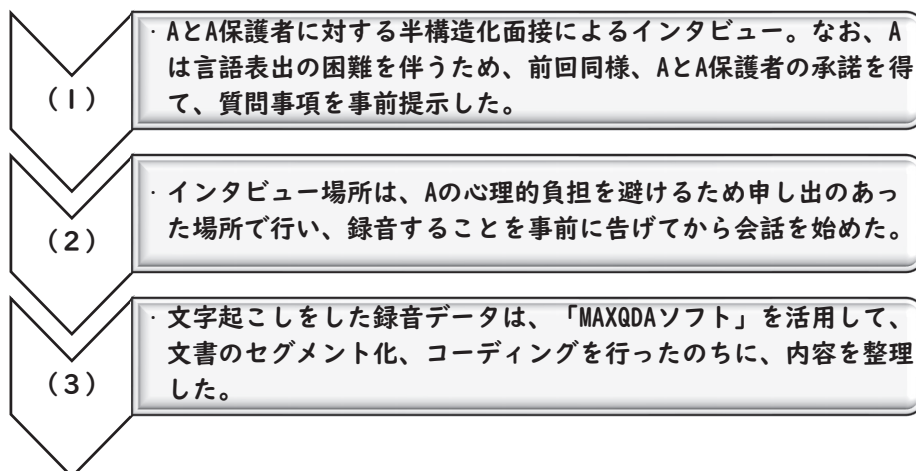 ・AとA保護者に対する半構造化面接によるインタビュー。なお、A
は言語表出の困難を伴うため、前回同様、AとA保護者の承諾を得
て、質問事項を事前提示した。
(1)
・インタビュー場所は、Aの心理的負担を避けるため申し出のあっ
た場所で行い、録音することを事前に告げてから会話を始めた。
(2)
・文字起こしをした録音データは、「MAXQDAソフト」を活用して、
文書のセグメント化、コーディングを行ったのちに、内容を整理
した。
(3)